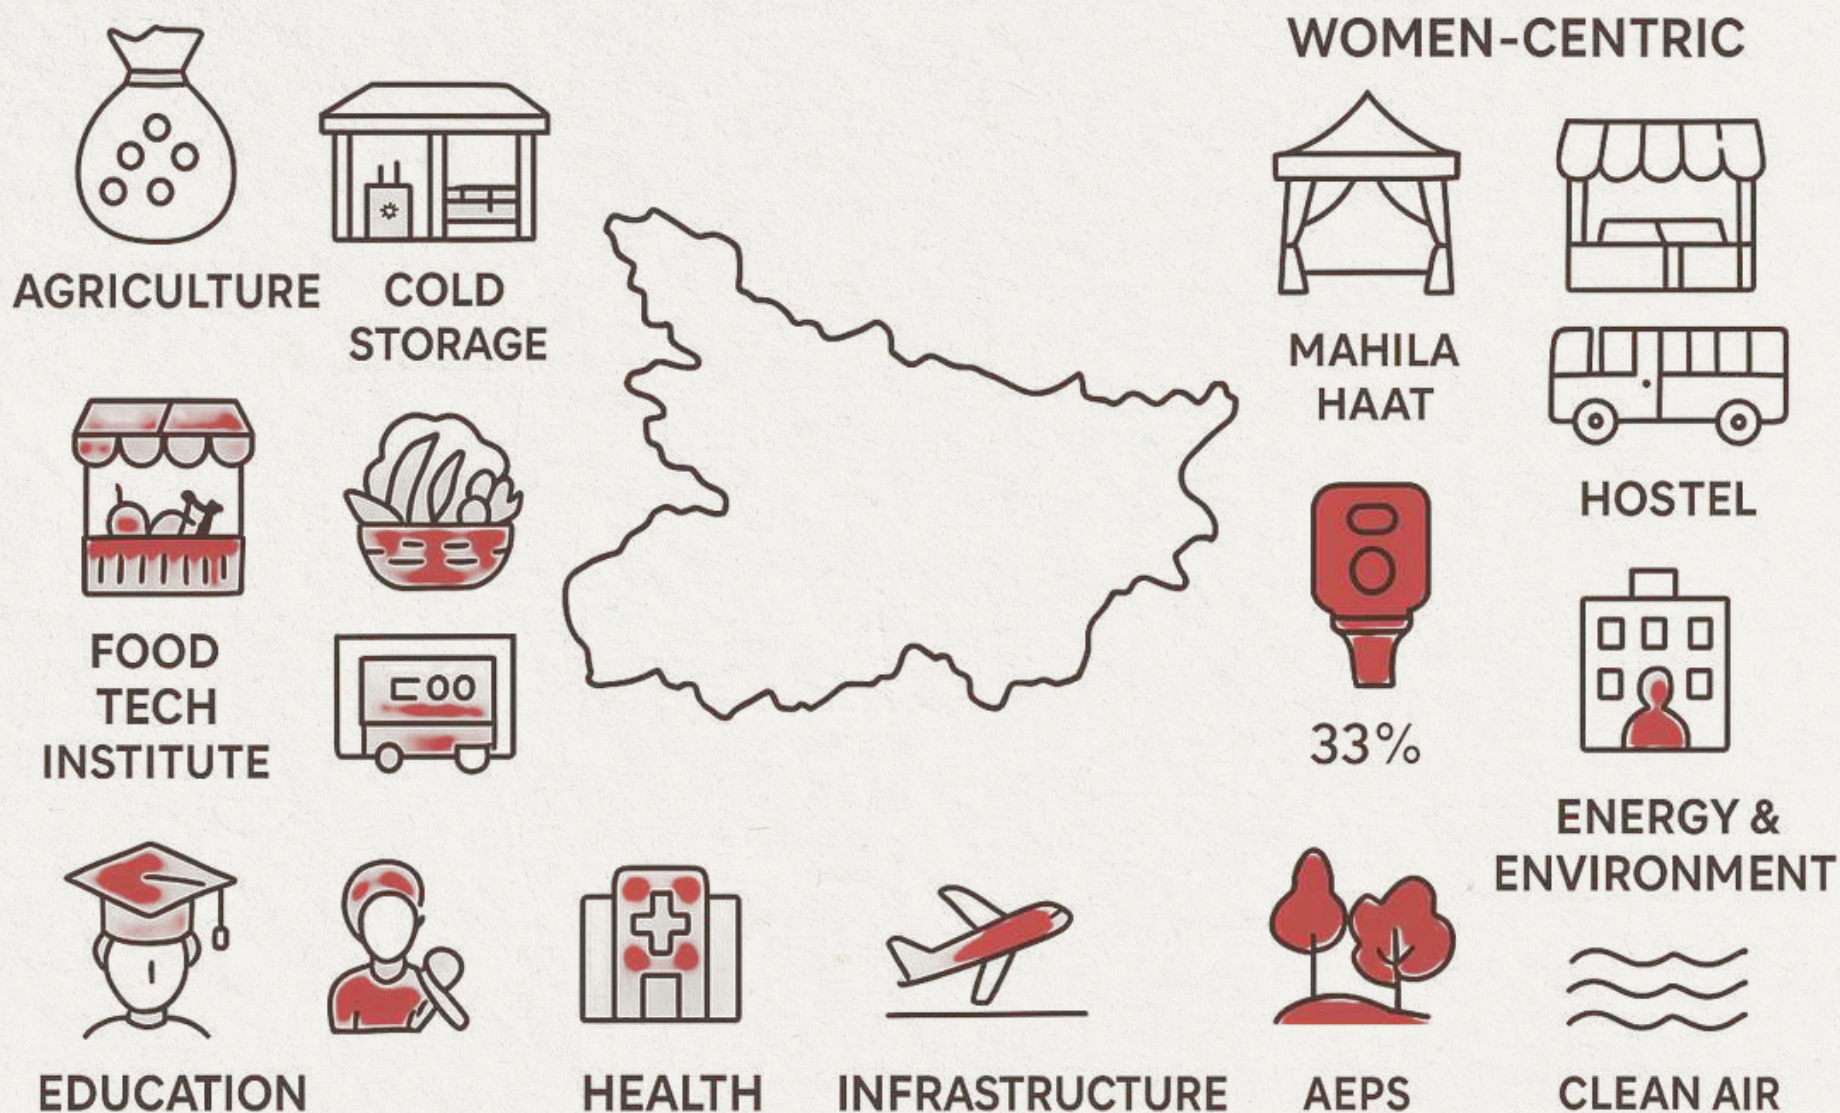 WOMEN-CENTRIC
AGRICULTURE
COLD
STORAGE
MAHILA
HAAT
HOSTEL
FOOD
TECH
INSTITUTE
33%
ENERGY &
ENVIRONMENT
EDUCATION
HEALTH
INFRASTRUCTURE
AEPS
CLEAN AIR